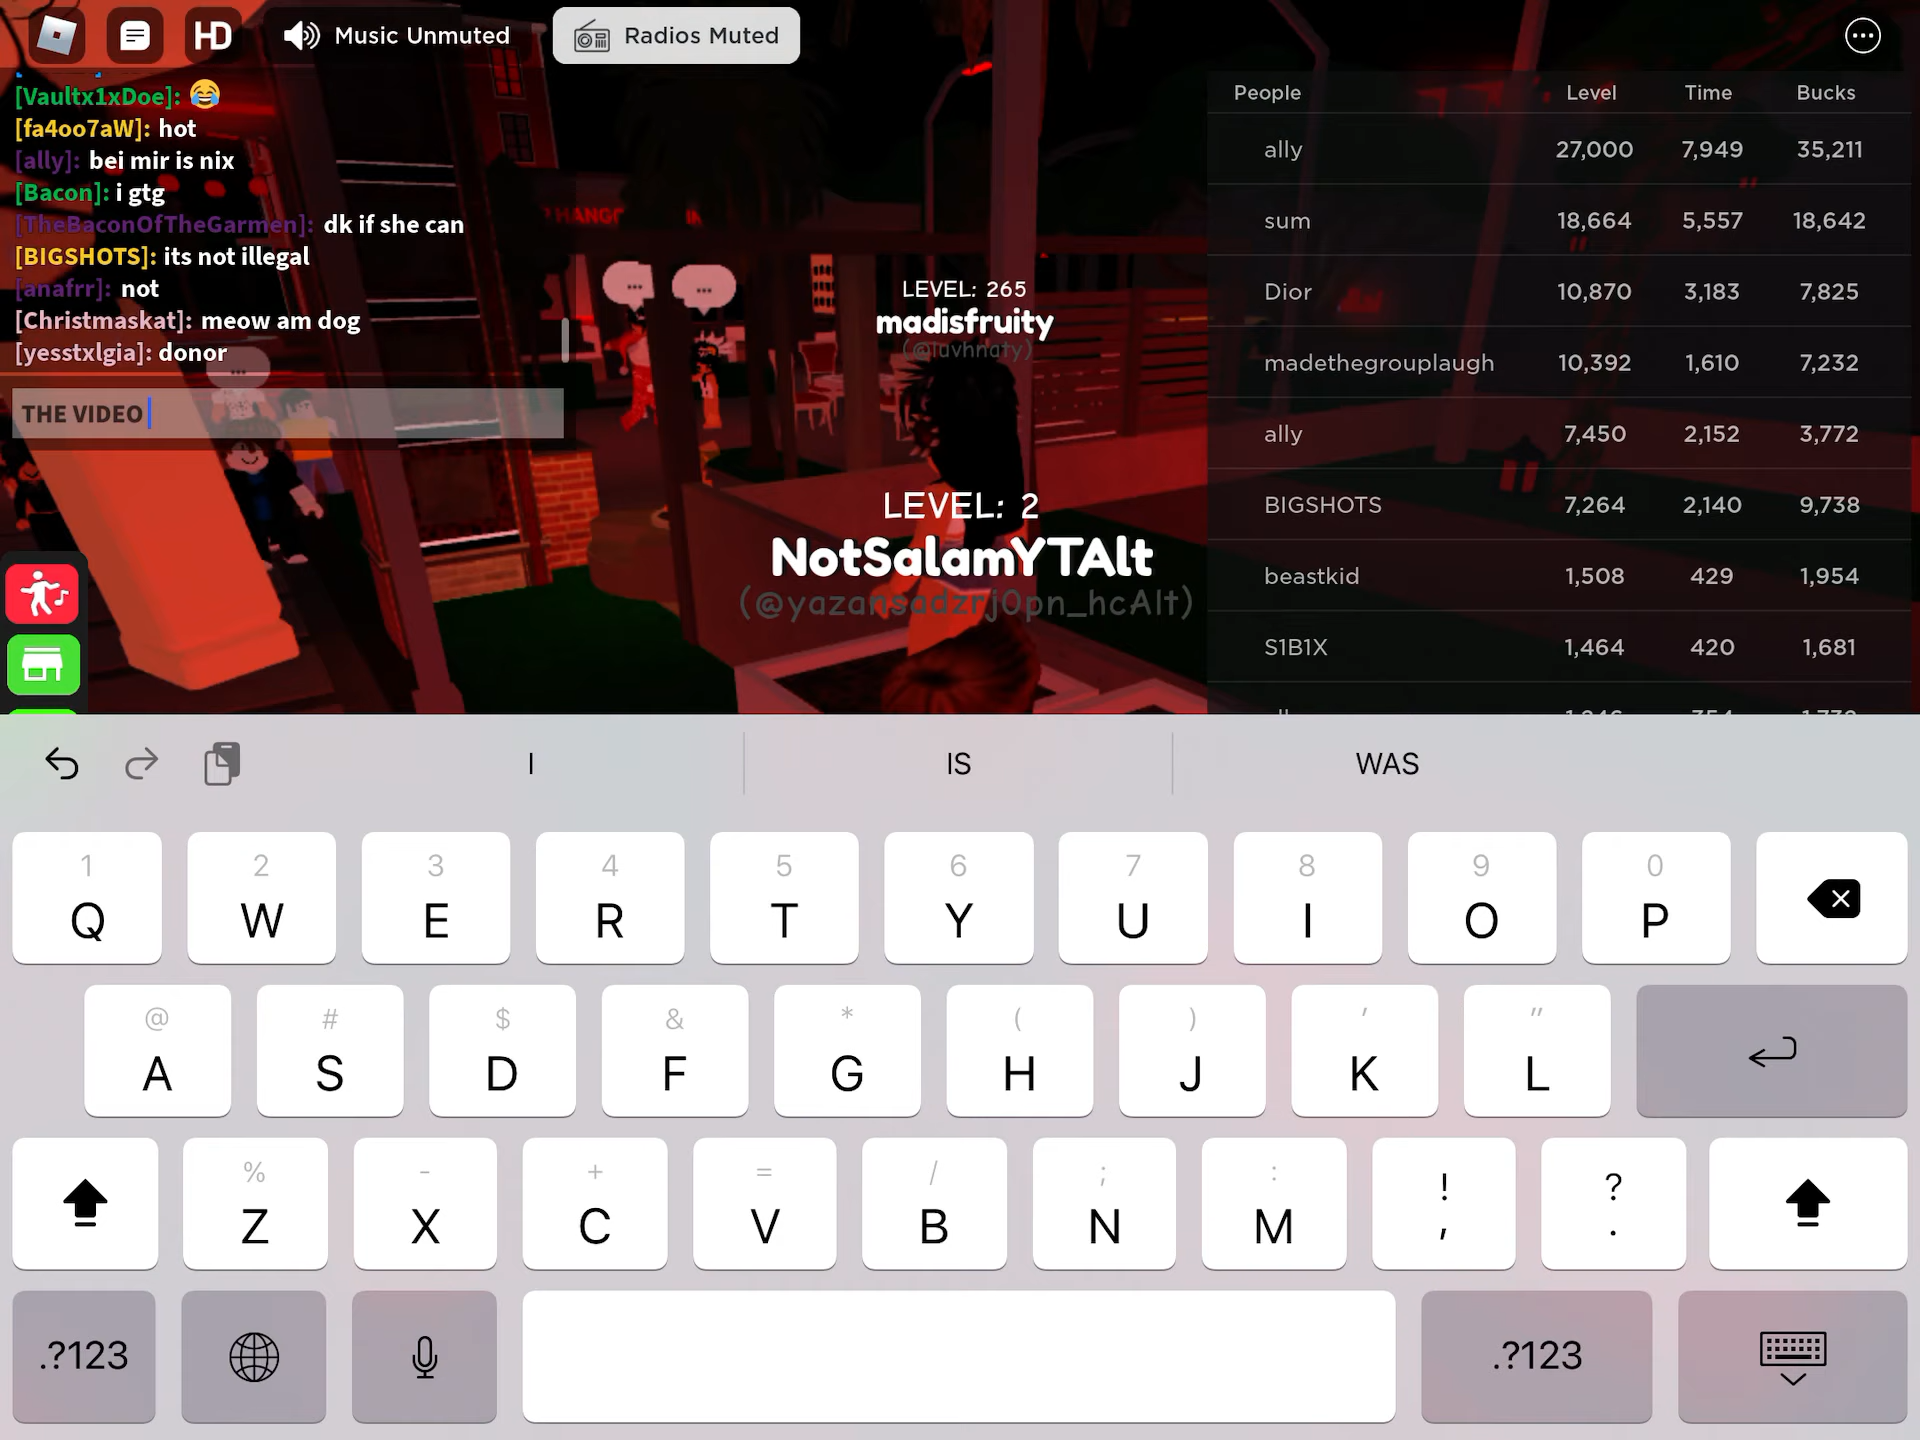 HD Music Unmuted Radios Muted
[Vaultx1xDoe]: 😂
[fa4oo7aW]: hot
[ally]: bei mir is nix
[Bacon]: i gtg
[TheBaconOfTheGarmen]: dk if she can
[BIGSHOTS]: its not illegal
[anafrr]: not
[Christmaskat]: meow am dog
[yesstxlgia]: donor
THE VIDEO
LEVEL: 265
madisfruity
LEVEL: 2
NotSalamYTAlt
(@yazansadzrj0pn_hcAlt)
People Level Time Bucks
ally 27,000 7,949 35,211
sum 18,664 5,557 18,642
Dior 10,870 3,183 7,825
madethegrouplaugh 10,392 1,610 7,232
ally 7,450 2,152 3,772
BIGSHOTS 7,264 2,140 9,738
beastkid 1,508 429 1,954
S1B1X 1,464 420 1,681
I IS WAS
1 2 3 4 5 6 7 8 9 0
Q W E R T Y U I O P
@ # $ & * ( ) ' "
A S D F G H J K L
% - + = / ; : ! ?
Z X C V B N M , .
.?123 .?123